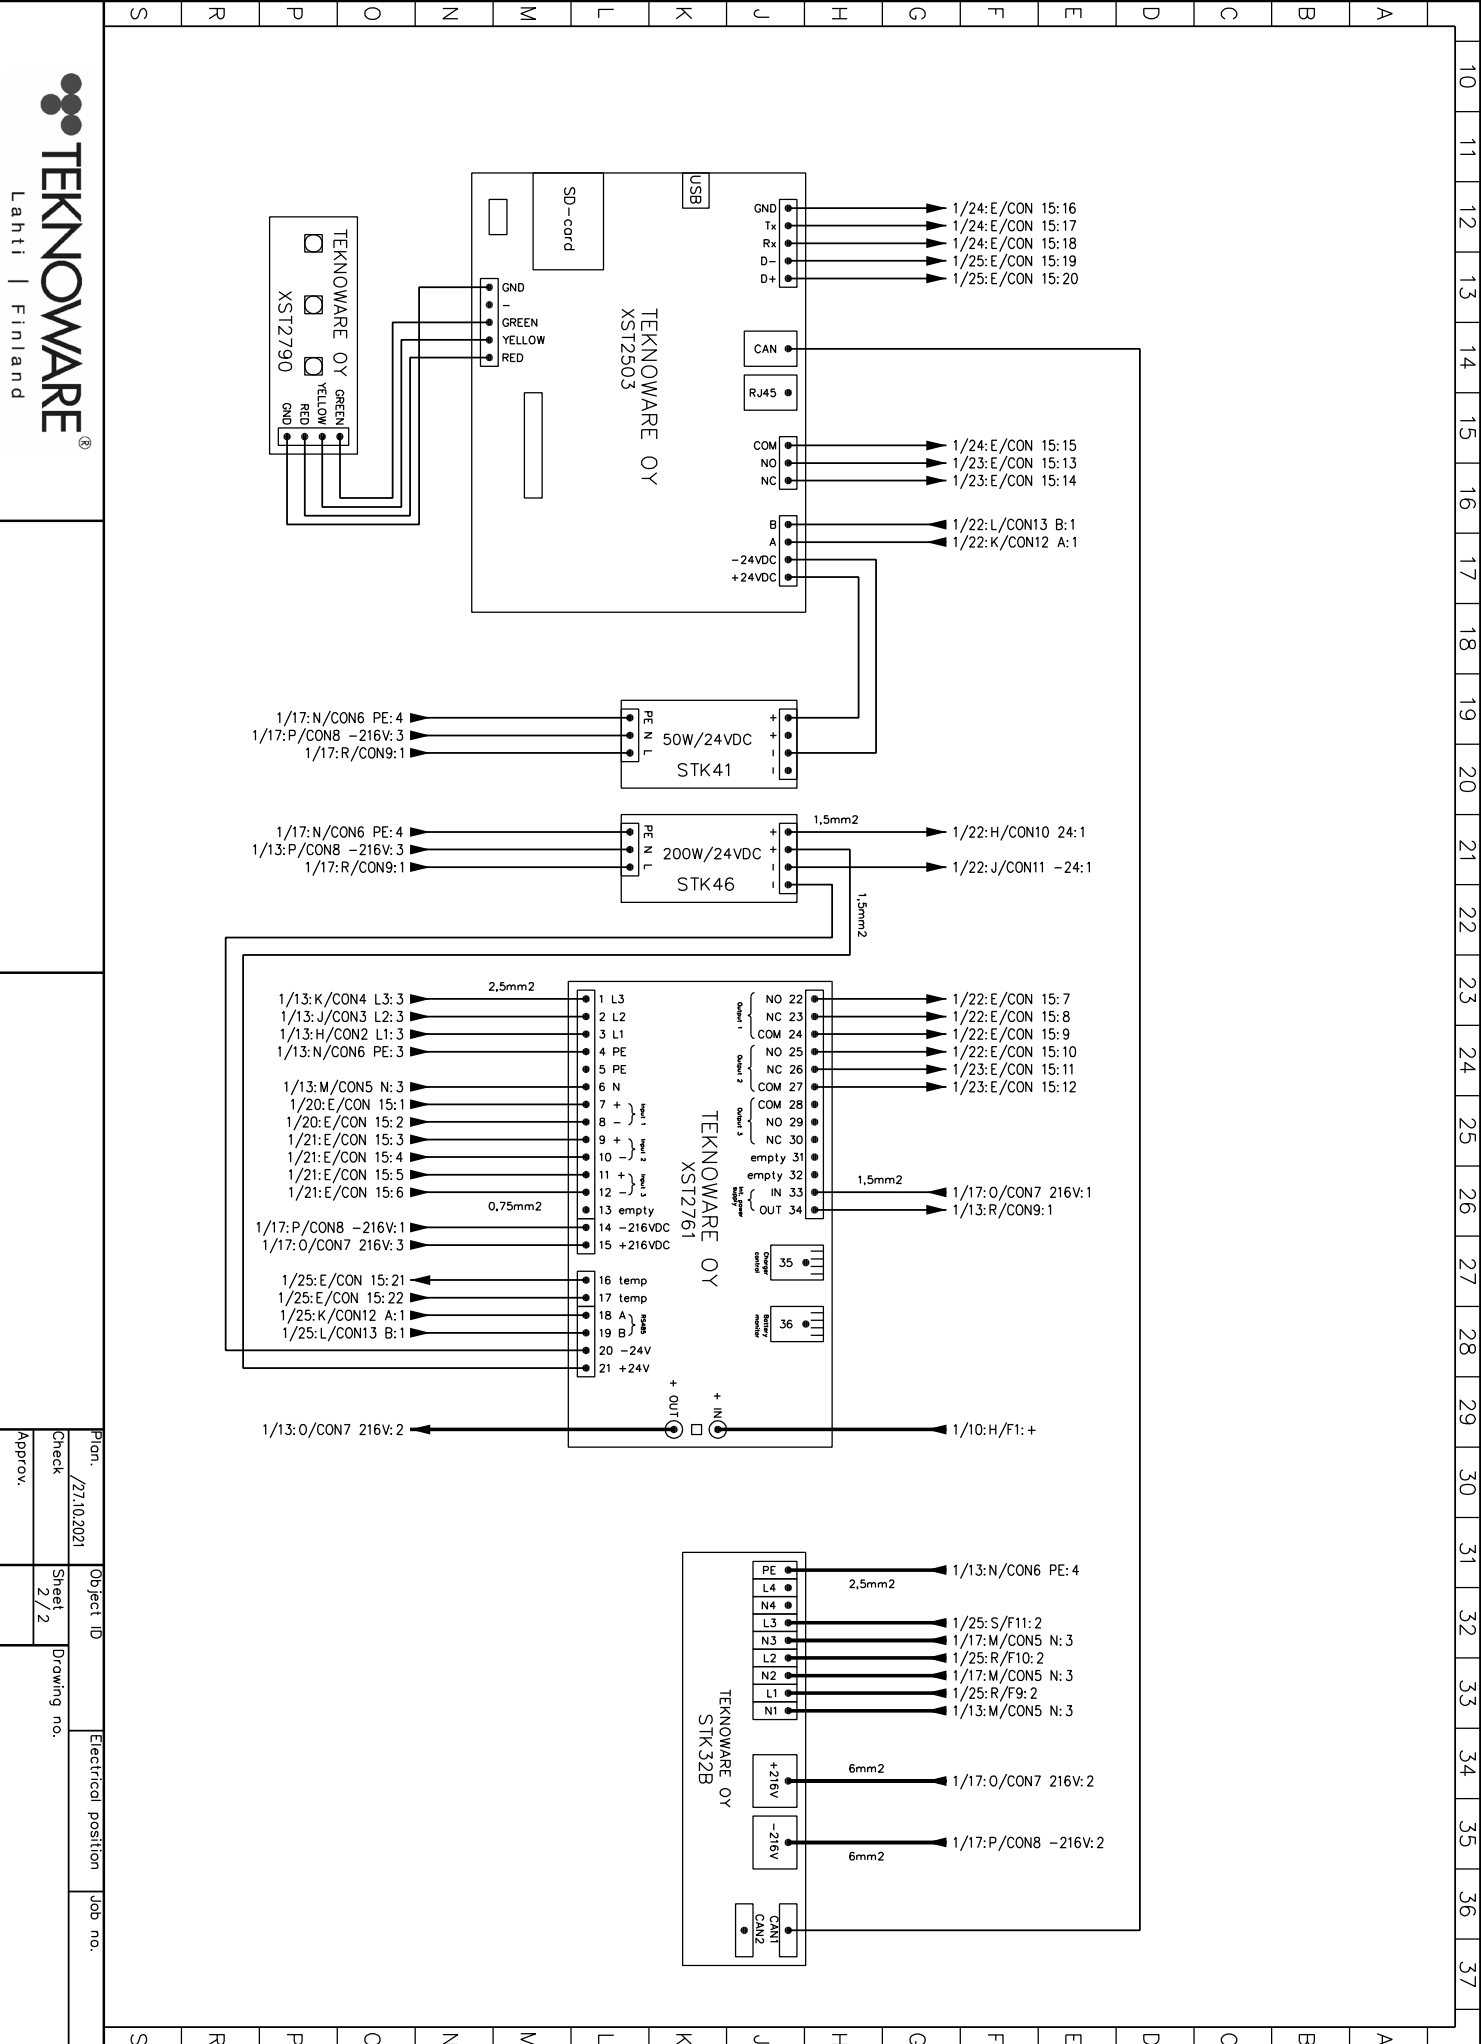 S R P O N M L K J H G F E D C B A
10 11 12 13 14 15 16 17 18 19 20 21 22 23 24 25 26 27 28 29 30 31 32 33 34 35 36 37
TEKNOWARE®
Lahti | Finland
TEKNOWARE OY
XST2790
GREEN
YELLOW
RED
GND
SD-card
USB
TEKNOWARE OY
XST2503
GND
-
GREEN
YELLOW
RED
GND 1/24:E/CON 15:16
Tx 1/24:E/CON 15:17
Rx 1/24:E/CON 15:18
D- 1/25:E/CON 15:19
D+ 1/25:E/CON 15:20
CAN
RJ45
COM 1/24:E/CON 15:15
NO 1/23:E/CON 15:13
NC 1/23:E/CON 15:14
B 1/22:L/CON13 B:1
A 1/22:K/CON12 A:1
-24VDC
+24VDC
1/17:N/CON6 PE:4 PE +
1/17:P/CON8 -216V:3 N +
1/17:R/CON9:1 L -
-
50W/24VDC
STK41
1/17:N/CON6 PE:4 PE + 1,5mm2 1/22:H/CON10 24:1
1/13:P/CON8 -216V:3 N +
1/17:R/CON9:1 L - 1/22:J/CON11 -24:1
-
200W/24VDC
STK46
1,5mm2
2,5mm2
1/13:K/CON4 L3:3 1 L3
1/13:J/CON3 L2:3 2 L2
1/13:H/CON2 L1:3 3 L1
1/13:N/CON6 PE:3 4 PE
5 PE
1/13:M/CON5 N:3 6 N
1/20:E/CON 15:1 7 +
1/20:E/CON 15:2 8 -
Input 1
1/21:E/CON 15:3 9 +
1/21:E/CON 15:4 10 -
Input 2
1/21:E/CON 15:5 11 +
1/21:E/CON 15:6 12 -
Input 3
0,75mm2
13 empty
1/17:P/CON8 -216V:1 14 -216VDC
1/17:O/CON7 216V:3 15 +216VDC
1/25:E/CON 15:21 16 temp
1/25:E/CON 15:22 17 temp
1/25:K/CON12 A:1 18 A
1/25:L/CON13 B:1 19 B
RS485
20 -24V
21 +24V
TEKNOWARE OY
XST2761
Output 1
NO 22 1/22:E/CON 15:7
NC 23 1/22:E/CON 15:8
COM 24 1/22:E/CON 15:9
Output 2
NO 25 1/22:E/CON 15:10
NC 26 1/23:E/CON 15:11
COM 27 1/23:E/CON 15:12
Output 3
COM 28
NO 29
NC 30
empty 31
empty 32
Int. power
supply
1,5mm2
IN 33 1/17:O/CON7 216V:1
OUT 34 1/13:R/CON9:1
Charger
control
35
Battery
monitor
36
1/13:O/CON7 216V:2 + OUT + IN 1/10:H/F1:+
PE 1/13:N/CON6 PE:4
2,5mm2
L4
N4
L3 1/25:S/F11:2
N3 1/17:M/CON5 N:3
L2 1/25:R/F10:2
N2 1/17:M/CON5 N:3
L1 1/25:R/F9:2
N1 1/13:M/CON5 N:3
TEKNOWARE OY
STK32B
+216V 6mm2 1/17:O/CON7 216V:2
-216V 6mm2 1/17:P/CON8 -216V:2
CAN1
CAN2
Plan.
/27.10.2021
Check
Approv.
Object ID
Sheet
2/2
Drawing no.
Electrical position
Job no.
S R P O N M L K J H G F E D C B A